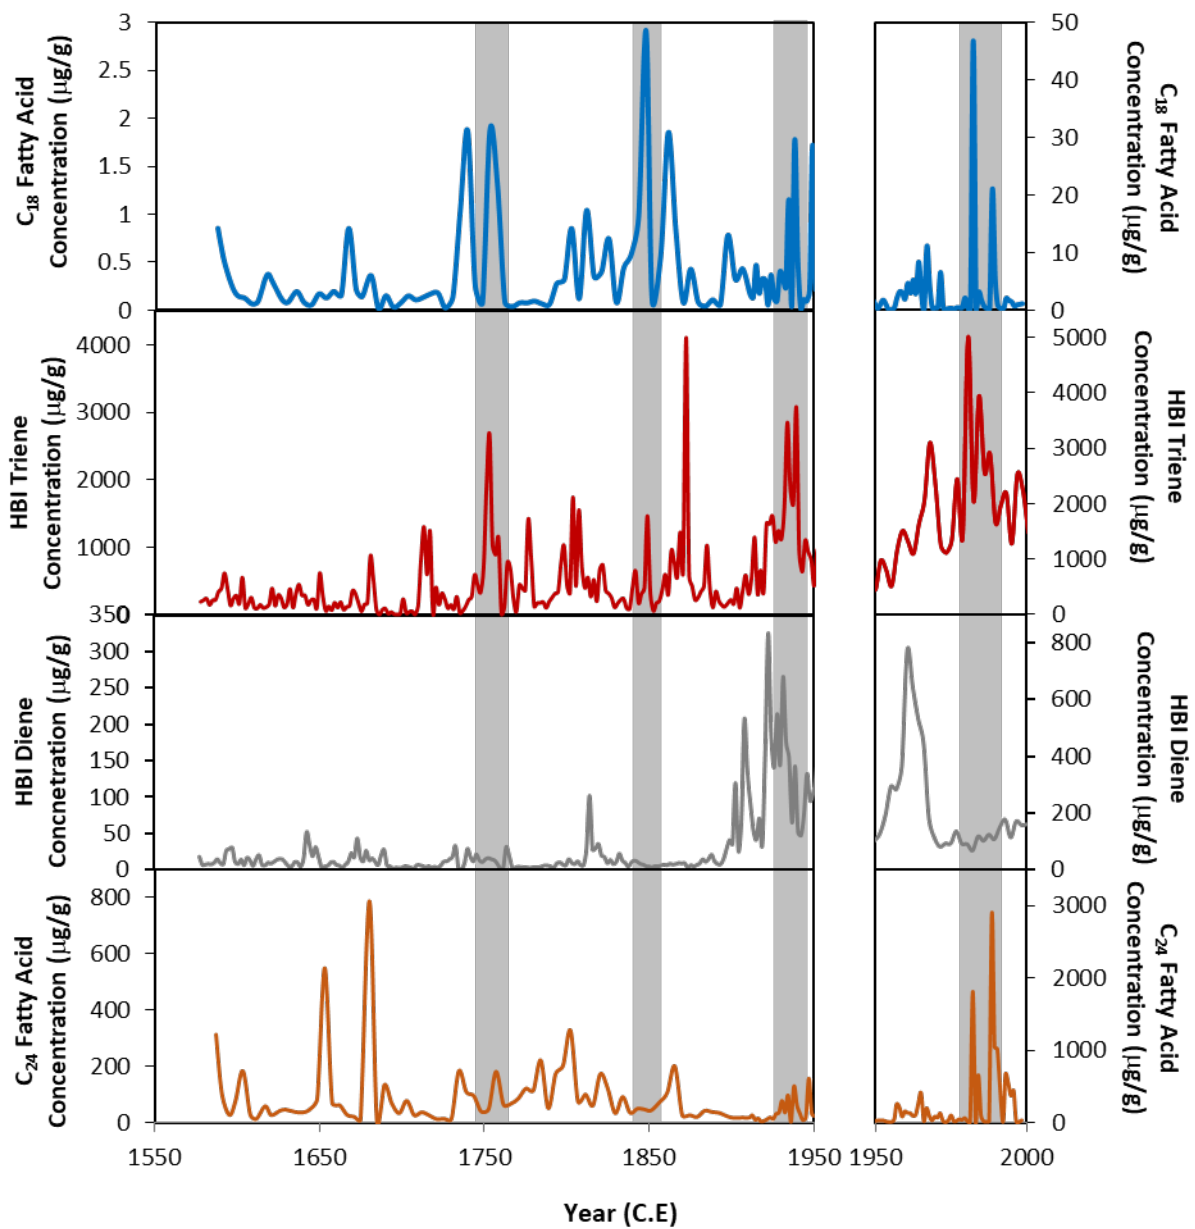 C18 Fatty Acid
Concentration (µg/g)
3
2.5
2
1.5
1
0.5
0
50
40
30
20
10
0
C18 Fatty Acid
Concentration (µg/g)
HBI Triene
Concentration (µg/g)
4000
3000
2000
1000
0
5000
4000
3000
2000
1000
0
HBI Triene
Concentration (µg/g)
HBI Diene
Concnetration (µg/g)
350
300
250
200
150
100
50
0
800
600
400
200
0
HBI Diene
Concentration (µg/g)
C24 Fatty Acid
Concentration (µg/g)
800
600
400
200
0
3000
2000
1000
0
C24 Fatty Acid
Concentration (µg/g)
1550 1650 1750 1850 1950 1950 2000
Year (C.E)